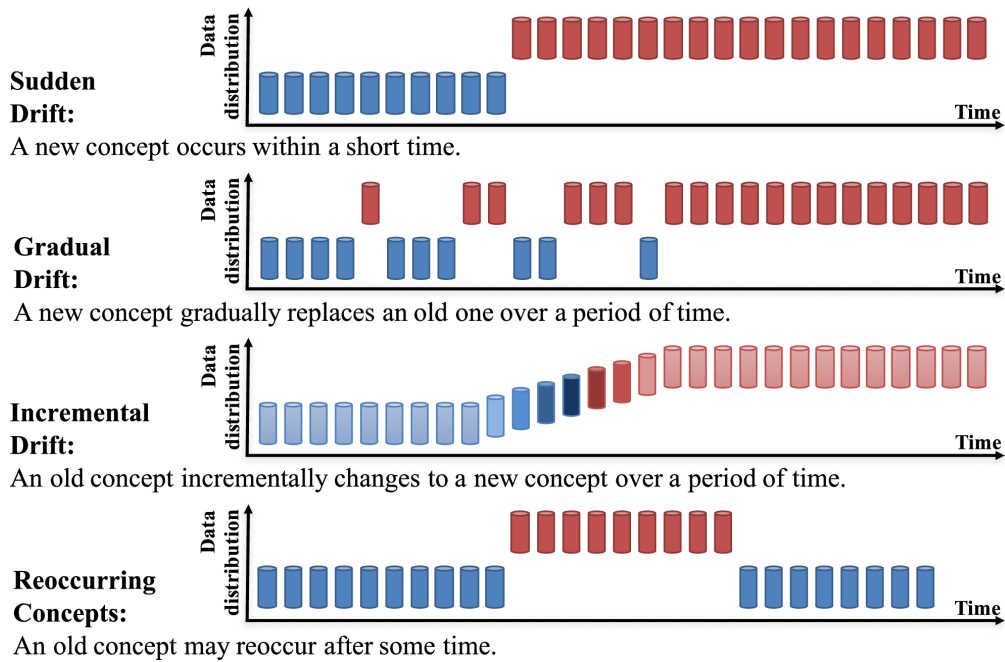 Data
distribution
Sudden
Drift:
Time
A new concept occurs within a short time.
Data
distribution
Gradual
Drift:
Time
A new concept gradually replaces an old one over a period of time.
Data
distribution
Incremental
Drift:
Time
An old concept incrementally changes to a new concept over a period of time.
Data
distribution
Reoccurring
Concepts:
Time
An old concept may reoccur after some time.